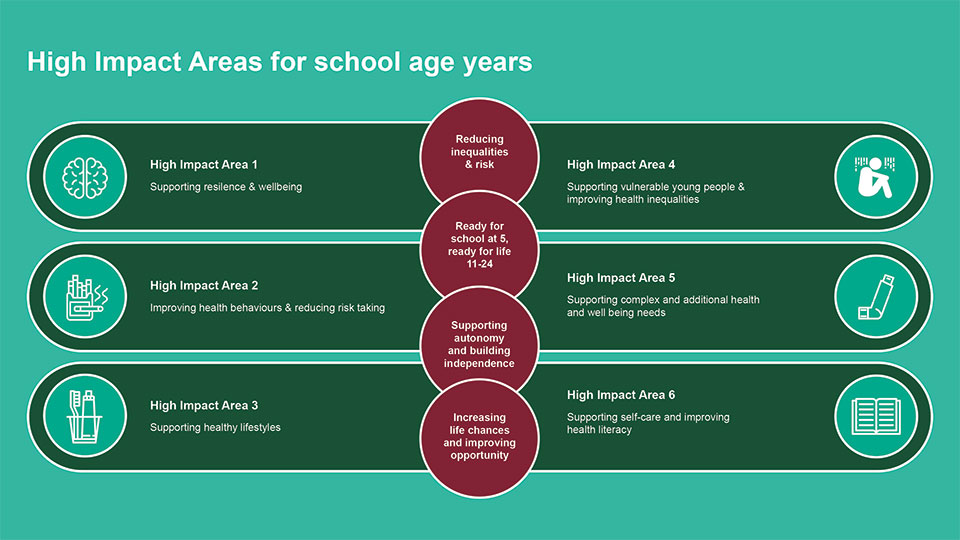 High Impact Areas for school age years
High Impact Area 1
Supporting resilence & wellbeing
High Impact Area 2
Improving health behaviours & reducing risk taking
High Impact Area 3
Supporting healthy lifestyles
Reducing
inequalities
& risk
Ready for
school at 5,
ready for life
11-24
Supporting
autonomy
and building
independence
Increasing
life chances
and improving
opportunity
High Impact Area 4
Supporting vulnerable young people &
improving health inequalities
High Impact Area 5
Supporting complex and additional health
and well being needs
High Impact Area 6
Supporting self-care and improving
health literacy